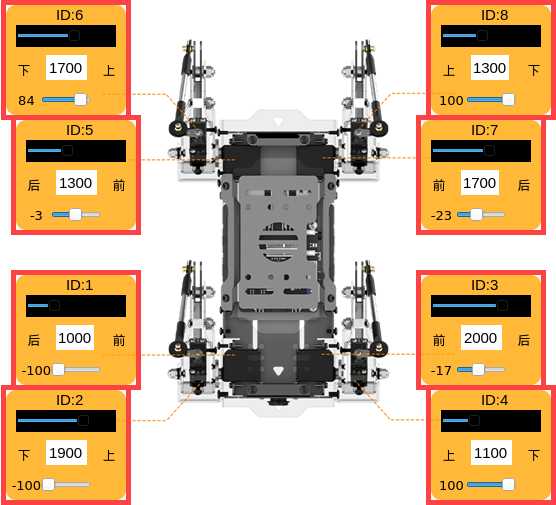 ID:6
下 1700 上
84
ID:8
上 1300 下
100
ID:5
后 1300 前
-3
ID:7
前 1700 后
-23
ID:1
后 1000 前
-100
ID:3
前 2000 后
-17
ID:2
下 1900 上
-100
ID:4
上 1100 下
100